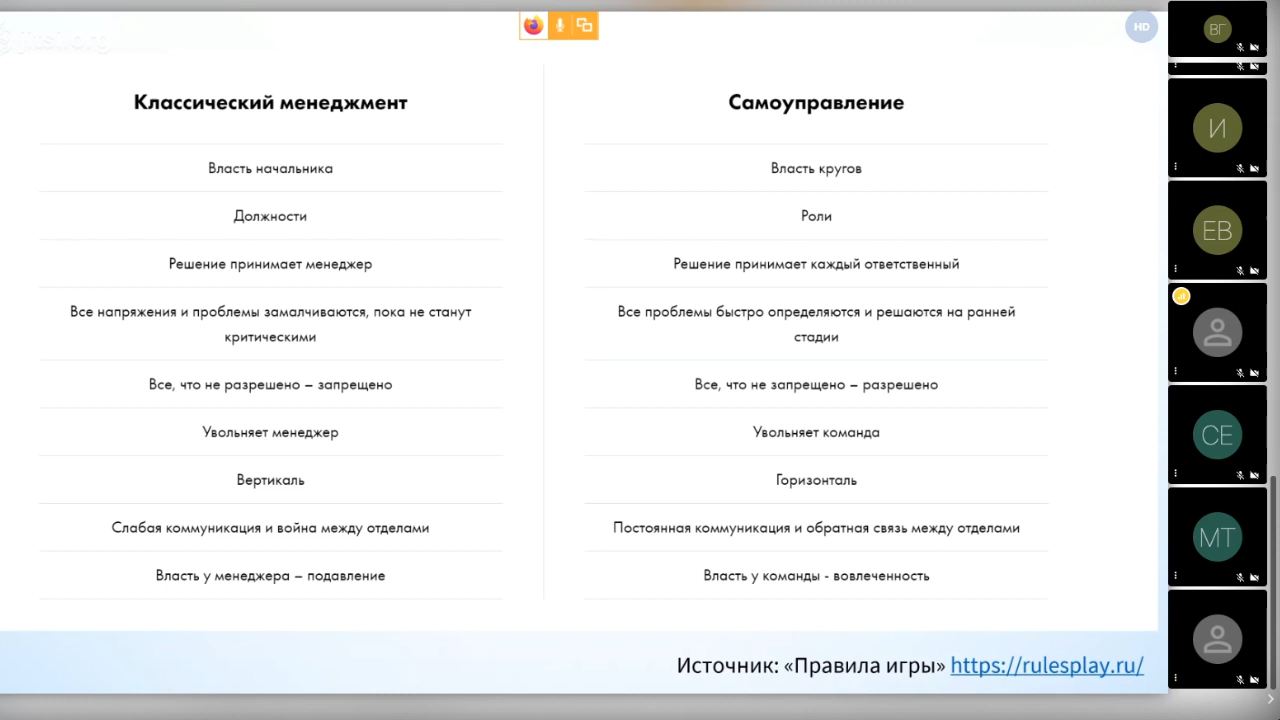 HD
Классический менеджмент
Самоуправление
Власть начальника
Власть кругов
Должности
Роли
Решение принимает менеджер
Решение принимает каждый ответственный
Все напряжения и проблемы замалчиваются, пока не станут
критическими
Все проблемы быстро определяются и решаются на ранней
стадии
Все, что не разрешено – запрещено
Все, что не запрещено – разрешено
Увольняет менеджер
Увольняет команда
Вертикаль
Горизонталь
Слабая коммуникация и война между отделами
Постоянная коммуникация и обратная связь между отделами
Власть у менеджера – подавление
Власть у команды - вовлеченность
Источник: «Правила игры» https://rulesplay.ru/
ВГ
И
ЕВ
СЕ
МТ